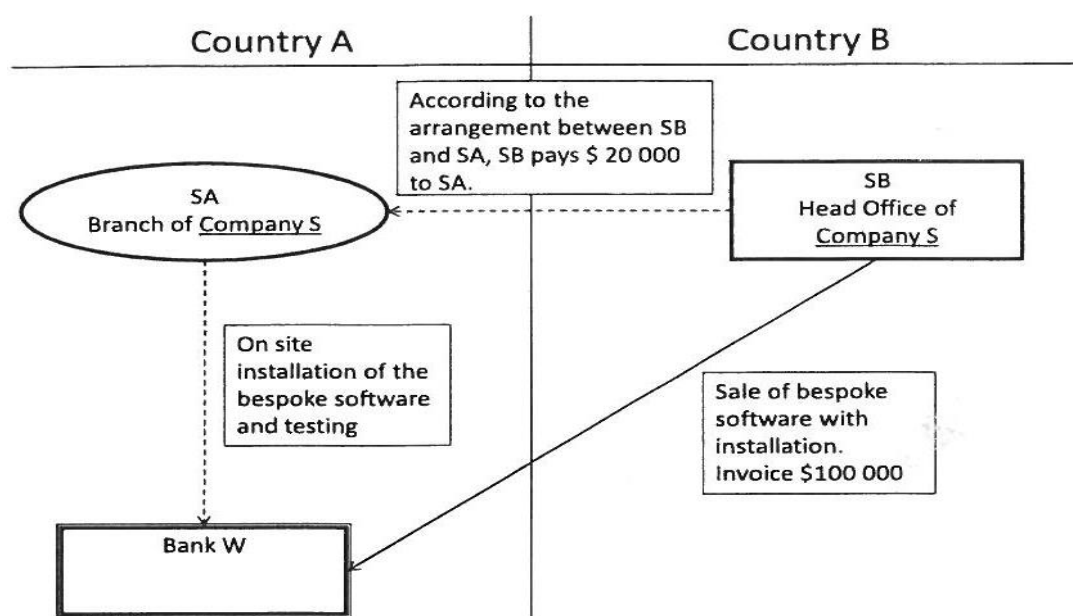 Country A
Country B
According to the
arrangement between SB
and SA, SB pays $ 20 000
to SA.
SA
Branch of Company S
SB
Head Office of
Company S
On site
installation of the
bespoke software
and testing
Sale of bespoke
software with
installation.
Invoice $100 000
Bank W